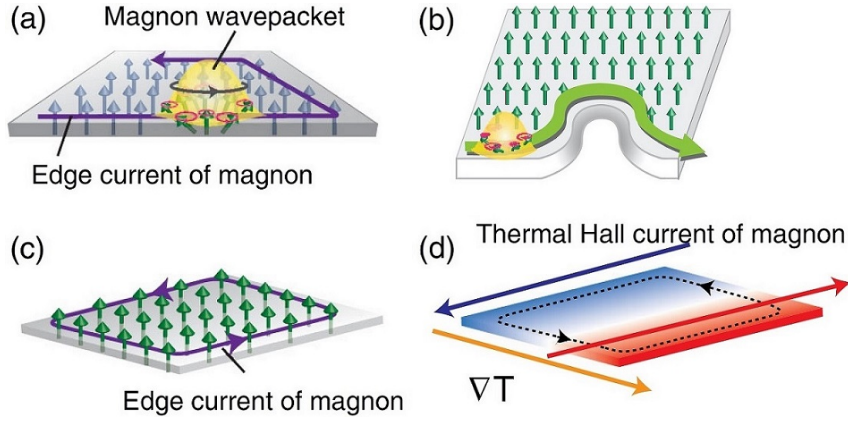 (a)
Magnon wavepacket
Edge current of magnon
(b)
(c)
Edge current of magnon
(d)
Thermal Hall current of magnon
∇T